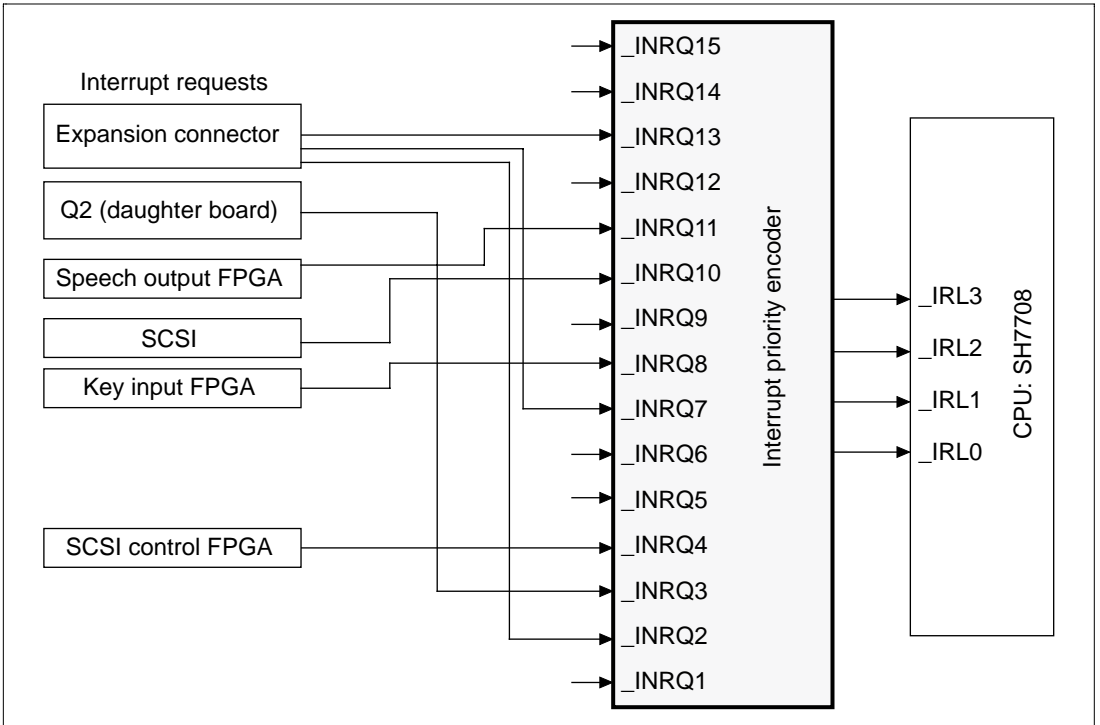 Interrupt requests
Expansion connector
Q2 (daughter board)
Speech output FPGA
SCSI
Key input FPGA
SCSI control FPGA
_INRQ15
_INRQ14
_INRQ13
_INRQ12
_INRQ11
_INRQ10
_INRQ9
_INRQ8
_INRQ7
_INRQ6
_INRQ5
_INRQ4
_INRQ3
_INRQ2
_INRQ1
Interrupt priority encoder
_IRL3
_IRL2
_IRL1
_IRL0
CPU: SH7708